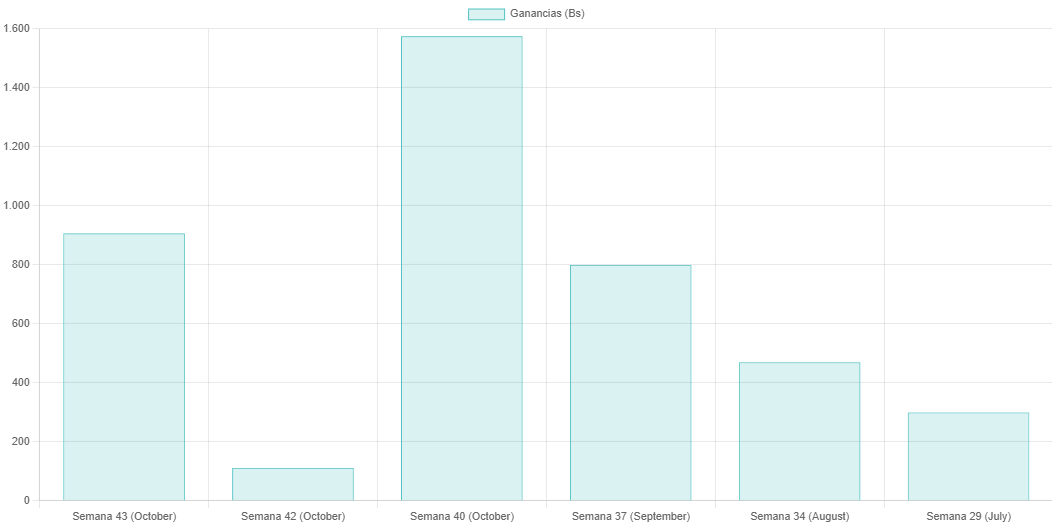 Ganancias (Bs)
1.600
1.400
1.200
1.000
800
600
400
200
0
Semana 43 (October)
Semana 42 (October)
Semana 40 (October)
Semana 37 (September)
Semana 34 (August)
Semana 29 (July)